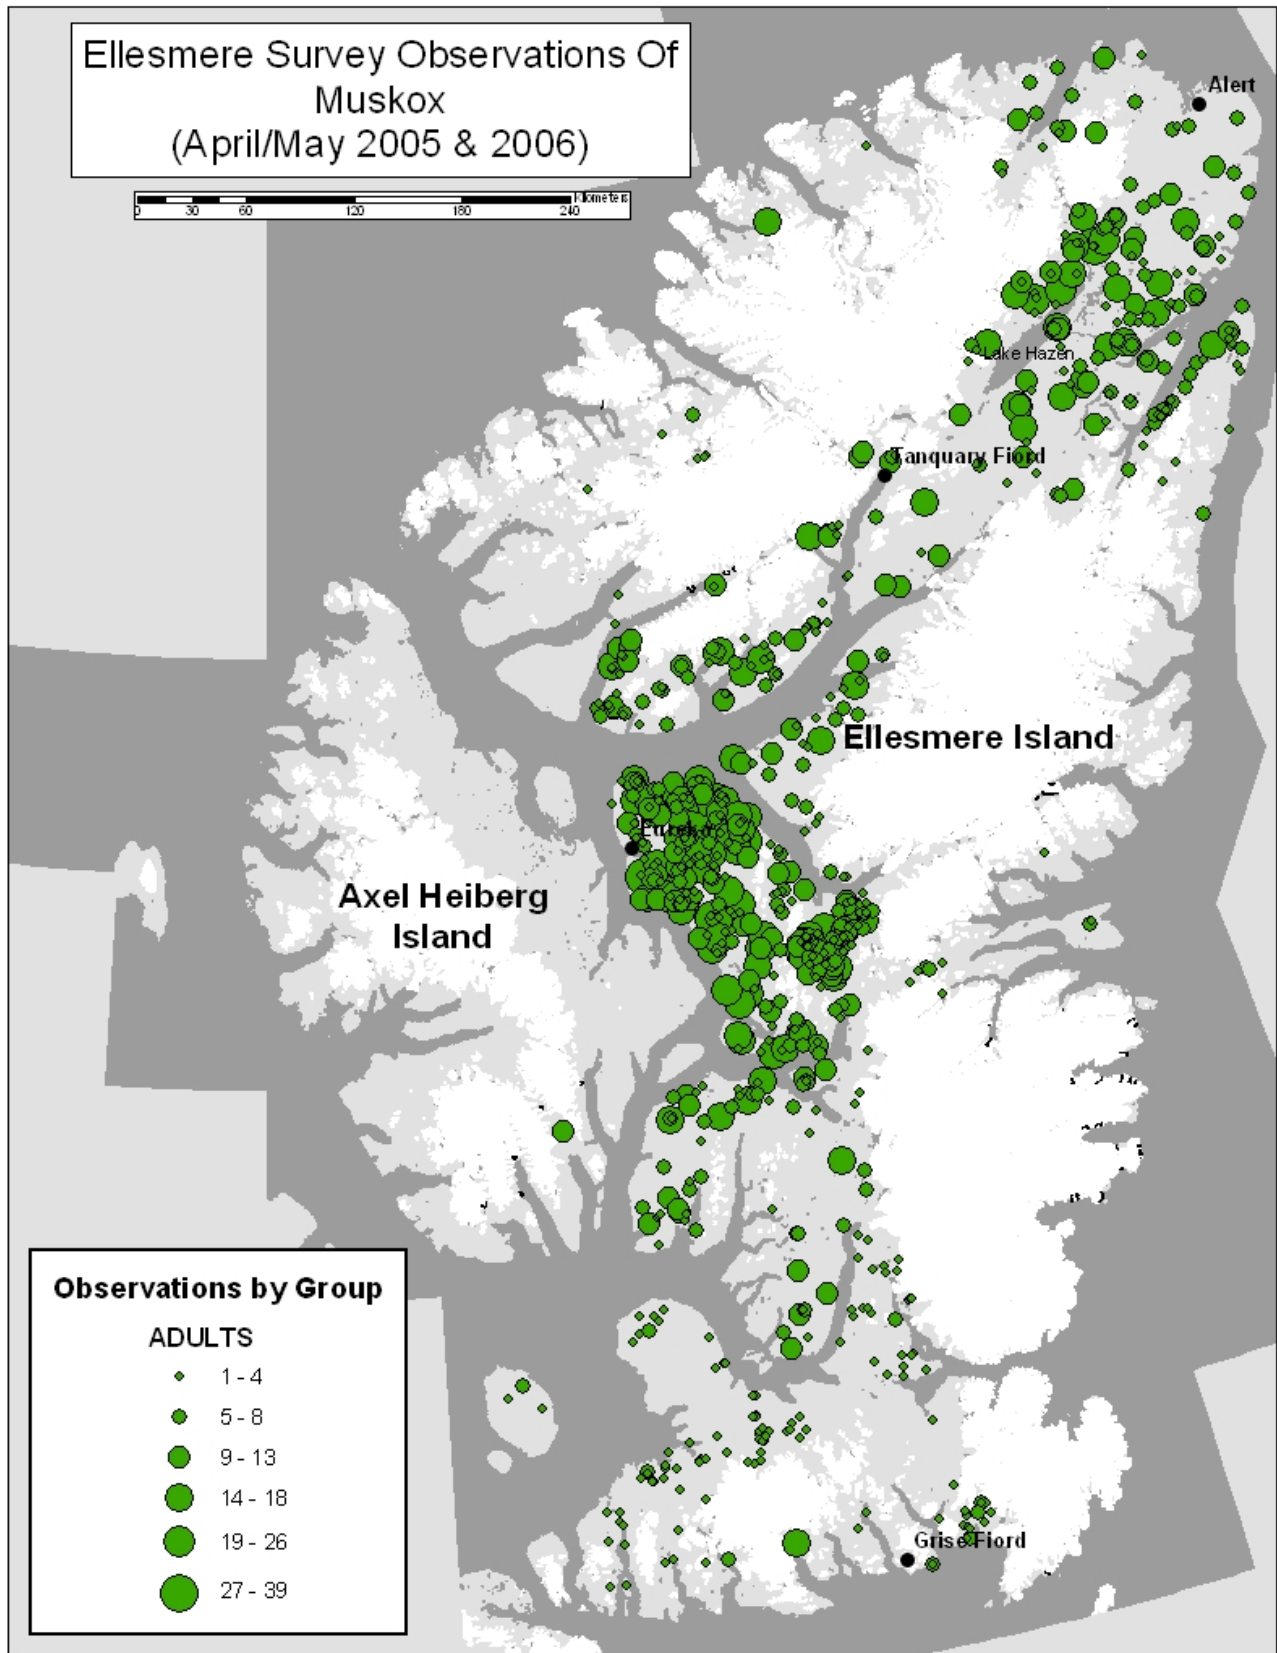 Ellesmere Survey Observations Of
Muskox
(April/May 2005 & 2006)
Kilometers
0 30 60 120 180 240
Alert
Lake Hazen
Tanquary Fiord
Ellesmere Island
Eureka
Axel Heiberg
Island
Observations by Group
ADULTS
1 - 4
5 - 8
9 - 13
14 - 18
19 - 26
27 - 39
Grise Fiord